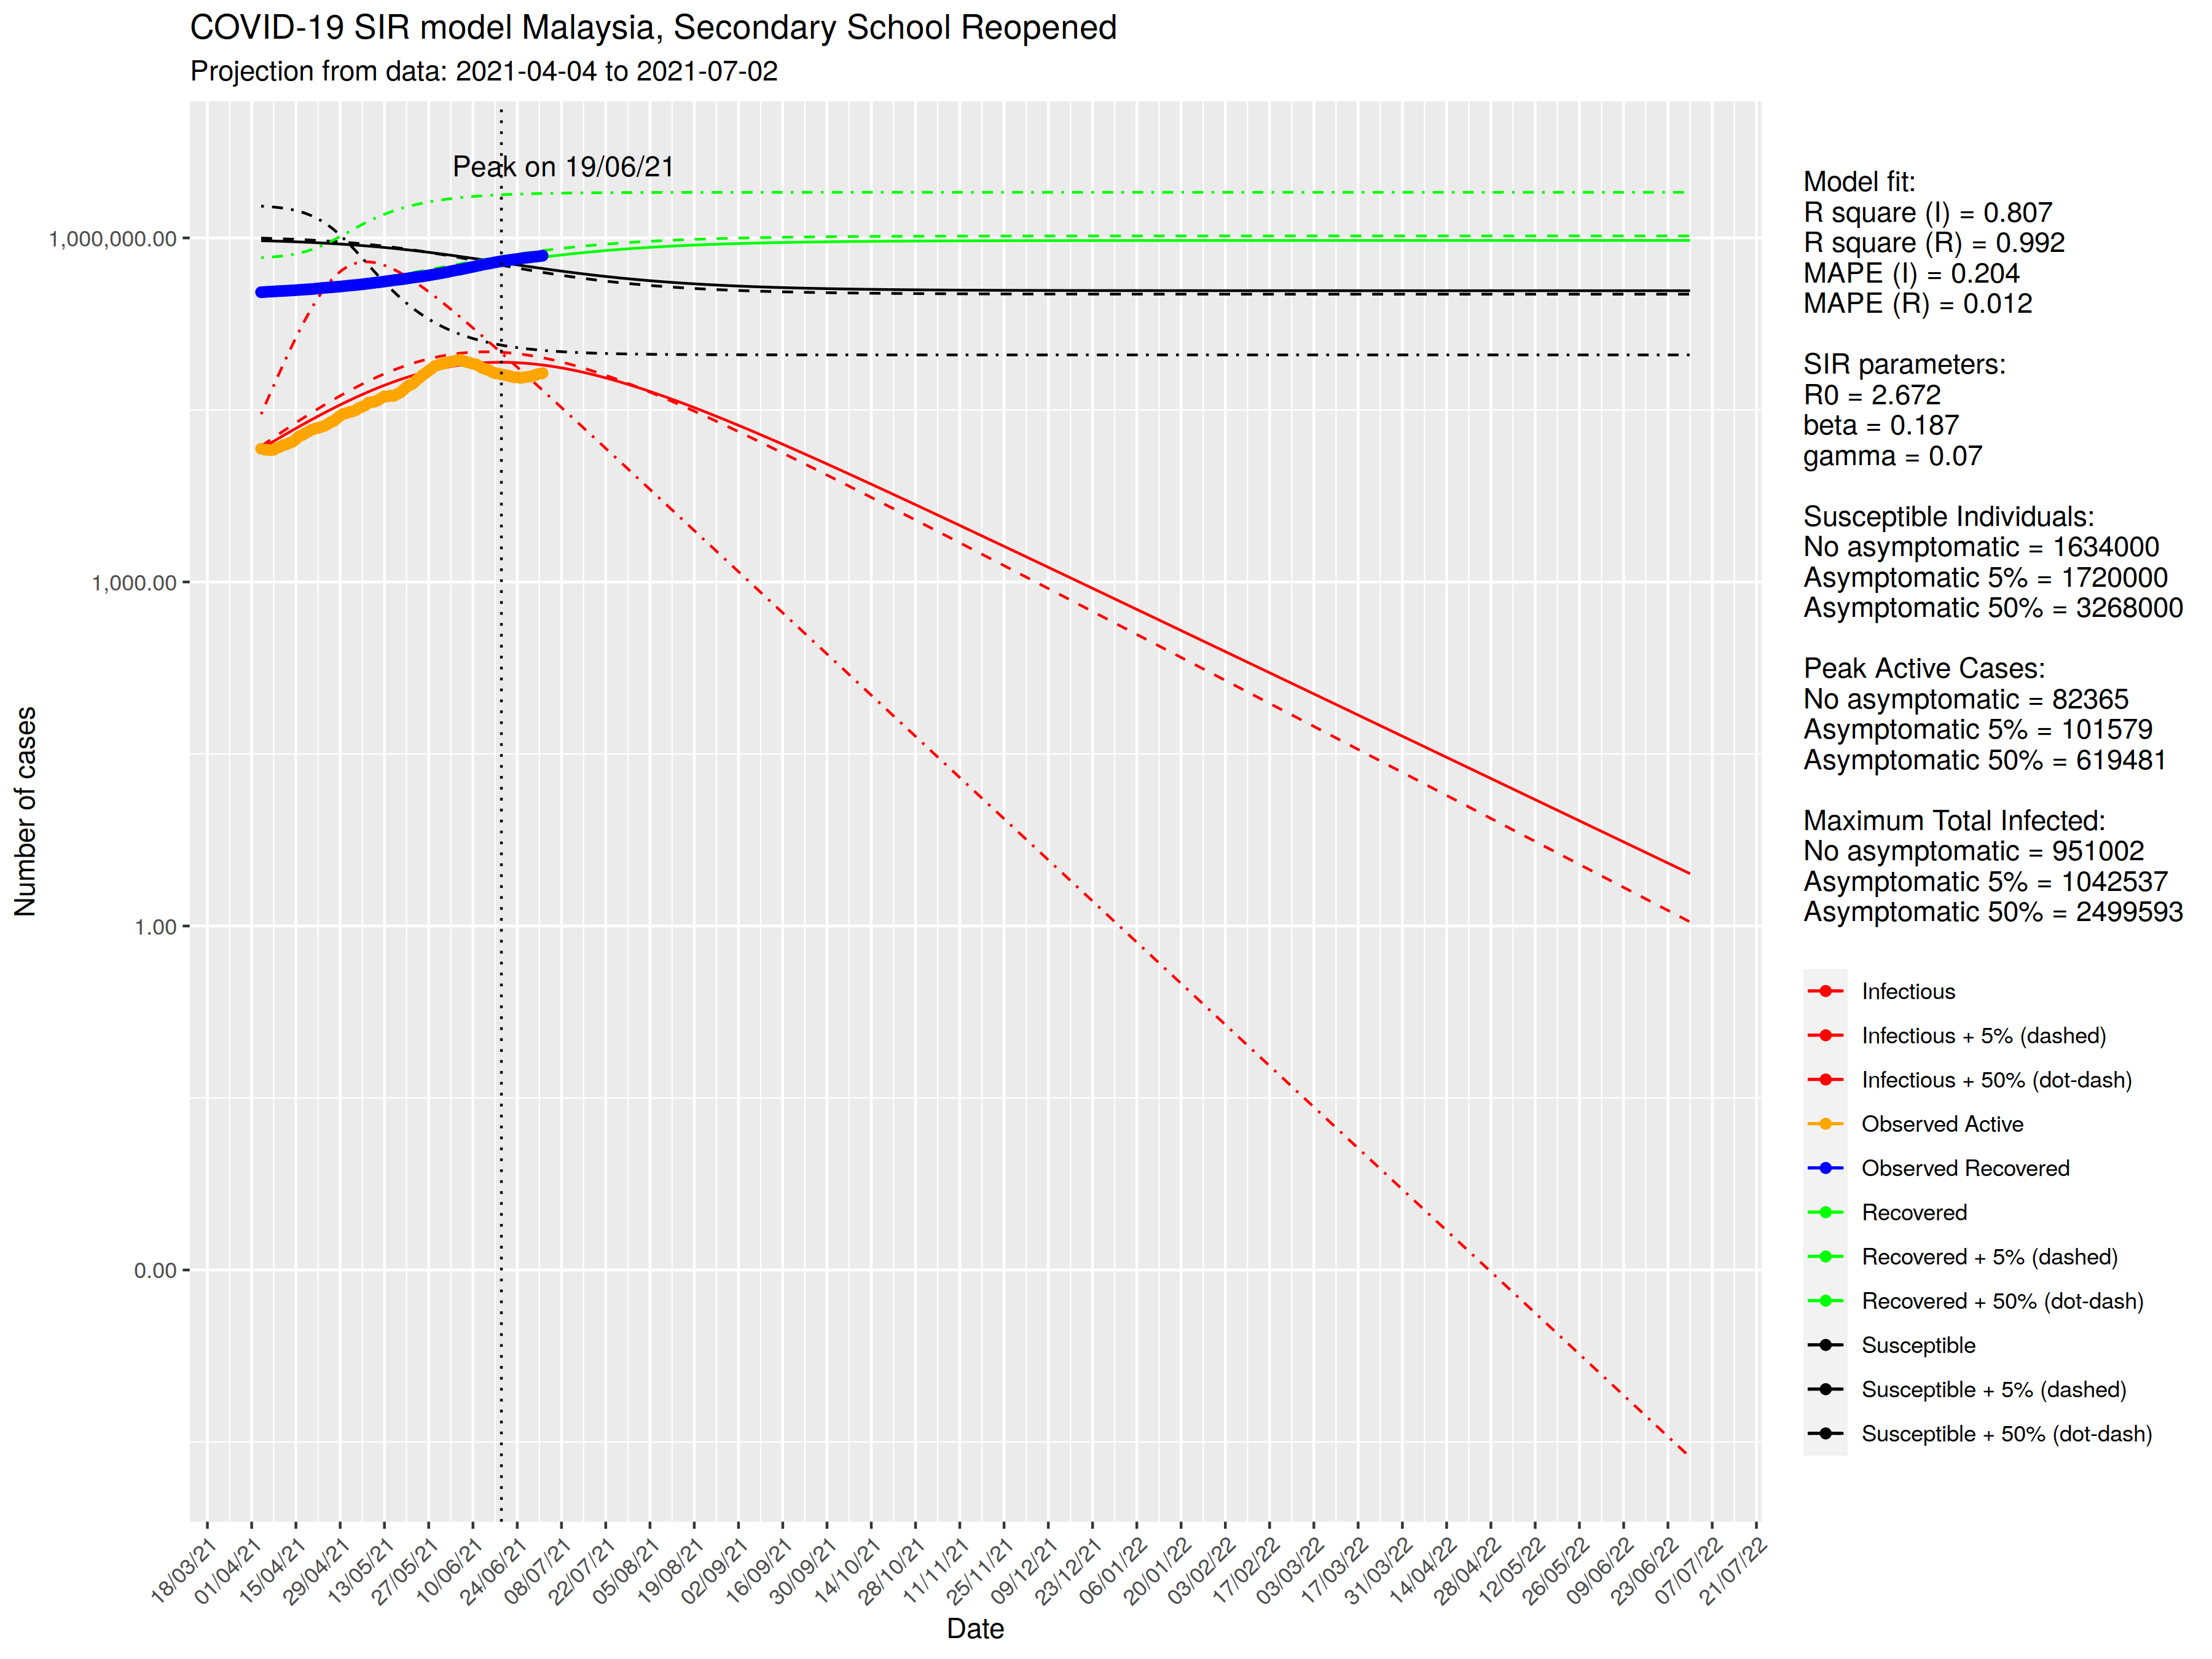 COVID-19 SIR model Malaysia, Secondary School Reopened
Projection from data: 2021-04-04 to 2021-07-02
Peak on 19/06/21
1,000,000.00
1,000.00
1.00
0.00
Number of cases
18/03/21
01/04/21
15/04/21
29/04/21
13/05/21
27/05/21
10/06/21
24/06/21
08/07/21
22/07/21
05/08/21
19/08/21
02/09/21
16/09/21
30/09/21
14/10/21
28/10/21
11/11/21
25/11/21
09/12/21
23/12/21
06/01/22
20/01/22
03/02/22
17/02/22
03/03/22
17/03/22
31/03/22
14/04/22
28/04/22
12/05/22
26/05/22
09/06/22
23/06/22
07/07/22
21/07/22
Date
Model fit:
R square (I) = 0.807
R square (R) = 0.992
MAPE (I) = 0.204
MAPE (R) = 0.012
SIR parameters:
R0 = 2.672
beta = 0.187
gamma = 0.07
Susceptible Individuals:
No asymptomatic = 1634000
Asymptomatic 5% = 1720000
Asymptomatic 50% = 3268000
Peak Active Cases:
No asymptomatic = 82365
Asymptomatic 5% = 101579
Asymptomatic 50% = 619481
Maximum Total Infected:
No asymptomatic = 951002
Asymptomatic 5% = 1042537
Asymptomatic 50% = 2499593
Infectious
Infectious + 5% (dashed)
Infectious + 50% (dot-dash)
Observed Active
Observed Recovered
Recovered
Recovered + 5% (dashed)
Recovered + 50% (dot-dash)
Susceptible
Susceptible + 5% (dashed)
Susceptible + 50% (dot-dash)